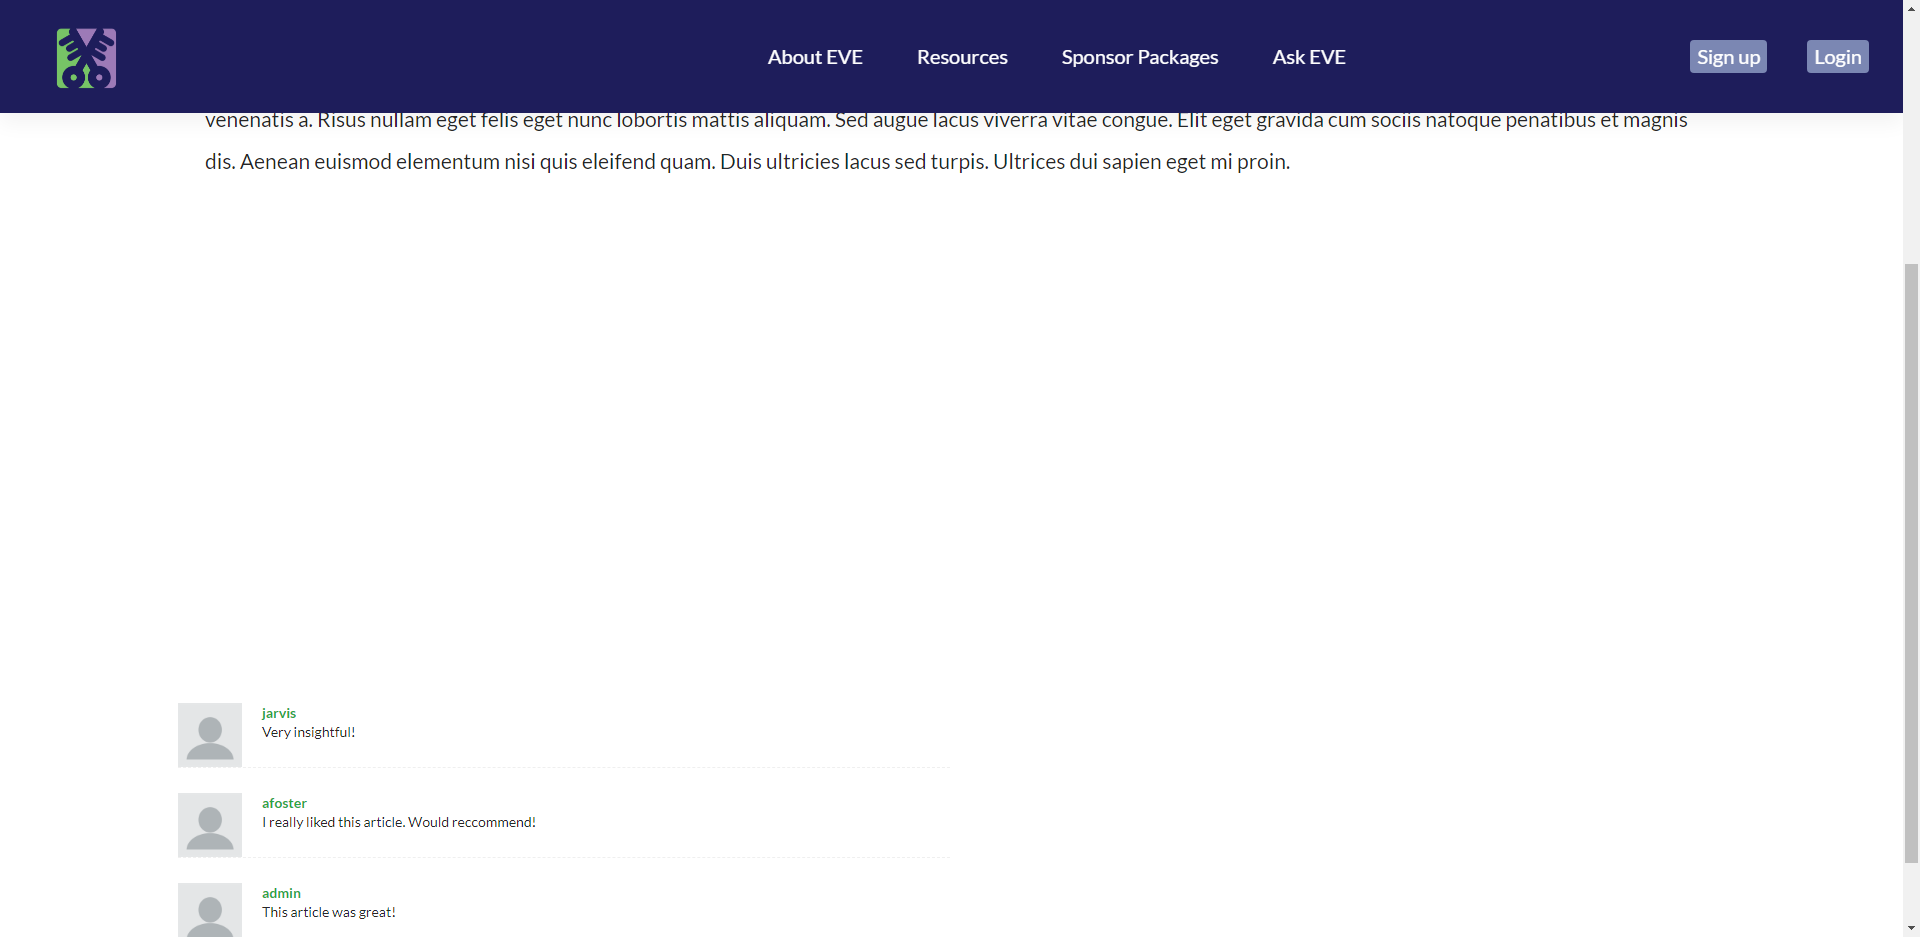 About EVE
Resources
Sponsor Packages
Ask EVE
Sign up
Login
venenatis a. Risus nullam eget felis eget nunc lobortis mattis aliquam. Sed augue lacus viverra vitae congue. Elit eget gravida cum sociis natoque penatibus et magnis
dis. Aenean euismod elementum nisi quis eleifend quam. Duis ultricies lacus sed turpis. Ultrices dui sapien eget mi proin.
jarvis
Very insightful!
afoster
I really liked this article. Would reccommend!
admin
This article was great!